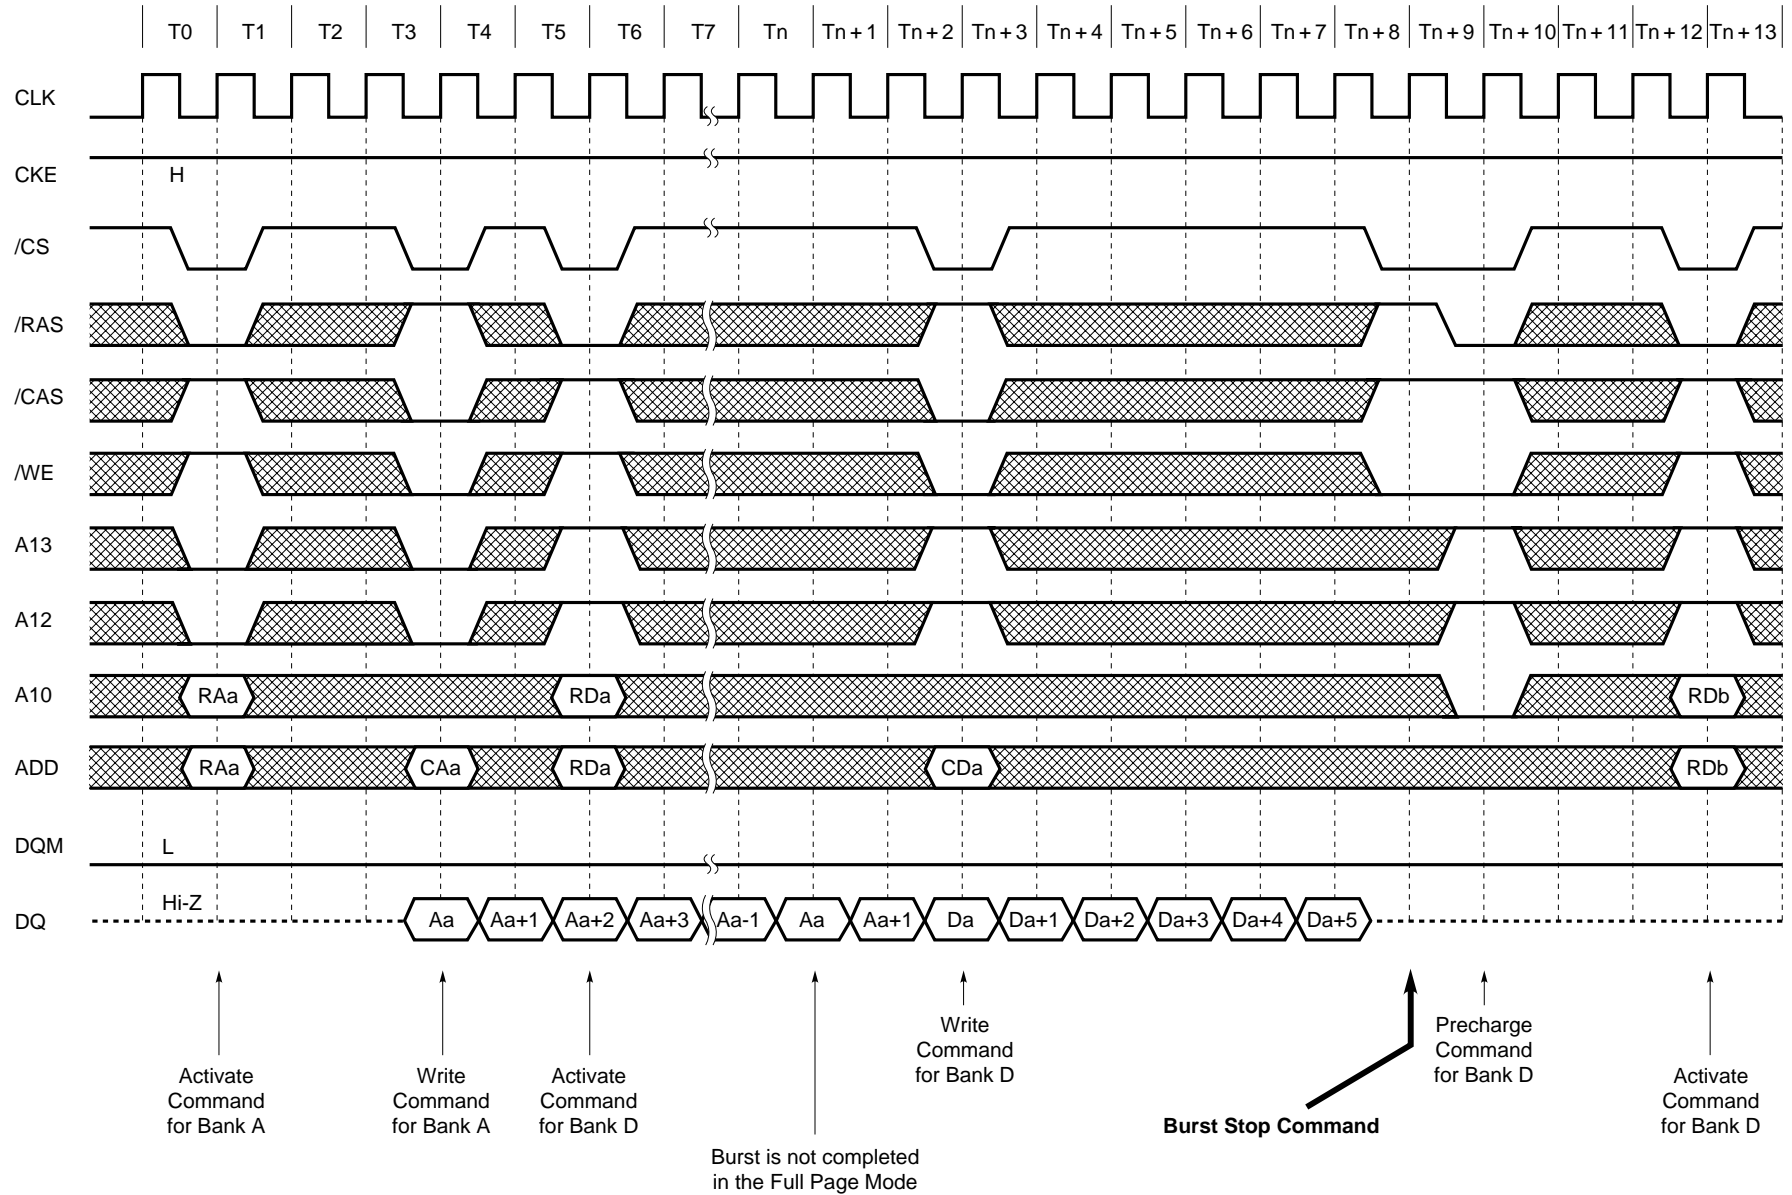 T0 T1 T2 T3 T4 T5 T6 T7 Tn Tn + 1 Tn + 2 Tn + 3 Tn + 4 Tn + 5 Tn + 6 Tn + 7 Tn + 8 Tn + 9 Tn + 10 Tn + 11 Tn + 12 Tn + 13
CLK
CKE H
/CS
/RAS
/CAS
/WE
A13
A12
A10 RAa RDa RDb
ADD RAa CAa RDa CDa RDb
DQM L
Hi-Z
DQ Aa Aa+1 Aa+2 Aa+3 Aa-1 Aa Aa+1 Da Da+1 Da+2 Da+3 Da+4 Da+5
Activate
Command
for Bank A
Write
Command
for Bank A
Activate
Command
for Bank D
Burst is not completed
in the Full Page Mode
Write
Command
for Bank D
Burst Stop Command
Precharge
Command
for Bank D
Activate
Command
for Bank D